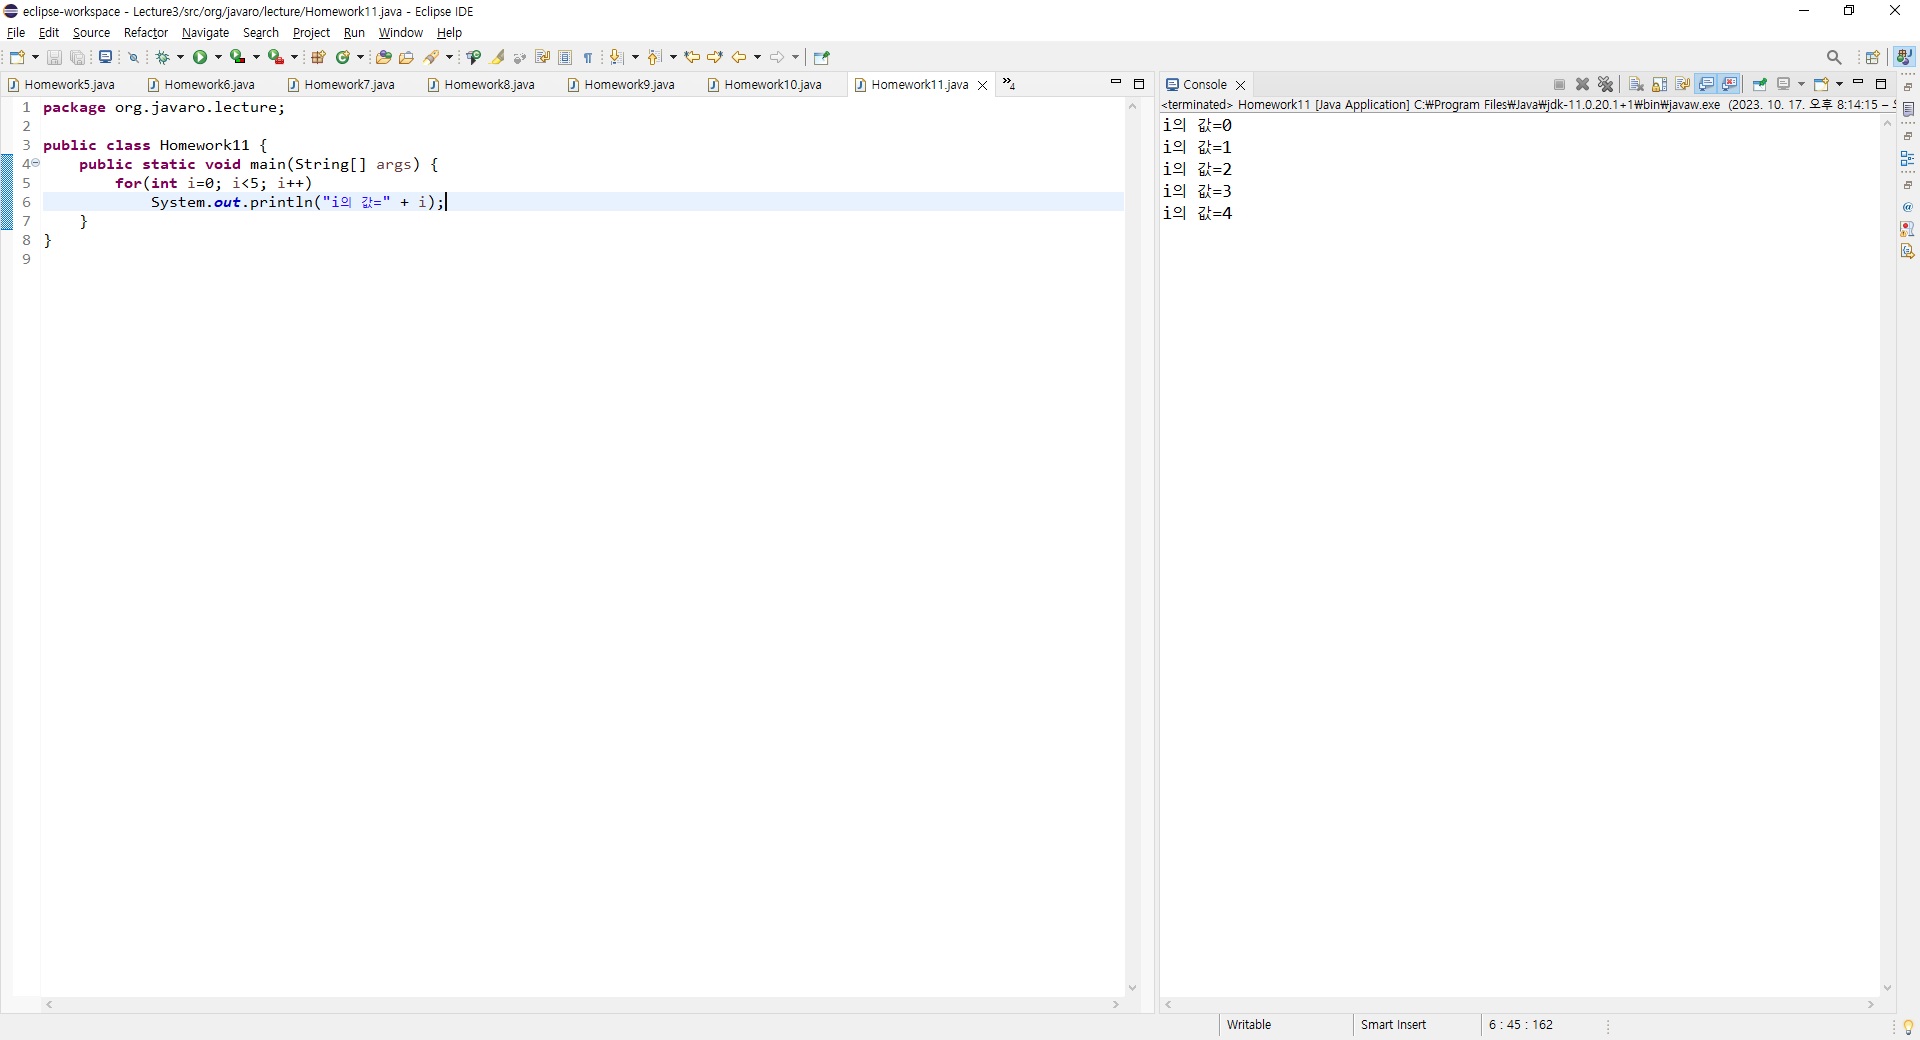 eclipse-workspace - Lecture3/src/org/javaro/lecture/Homework11.java - Eclipse IDE
File Edit Source Refactor Navigate Search Project Run Window Help
Homework5.java Homework6.java Homework7.java Homework8.java Homework9.java Homework10.java Homework11.java »4
1 package org.javaro.lecture;
2
3 public class Homework11 {
4 public static void main(String[] args) {
5 for(int i=0; i<5; i++)
6 System.out.println("i의 값=" + i);
7 }
8 }
9
Console
<terminated> Homework11 [Java Application] C:₩Program Files₩Java₩jdk-11.0.20.1+1₩bin₩javaw.exe (2023. 10. 17. 오후 8:14:15 –
i의 값=0
i의 값=1
i의 값=2
i의 값=3
i의 값=4
Writable Smart Insert 6 : 45 : 162